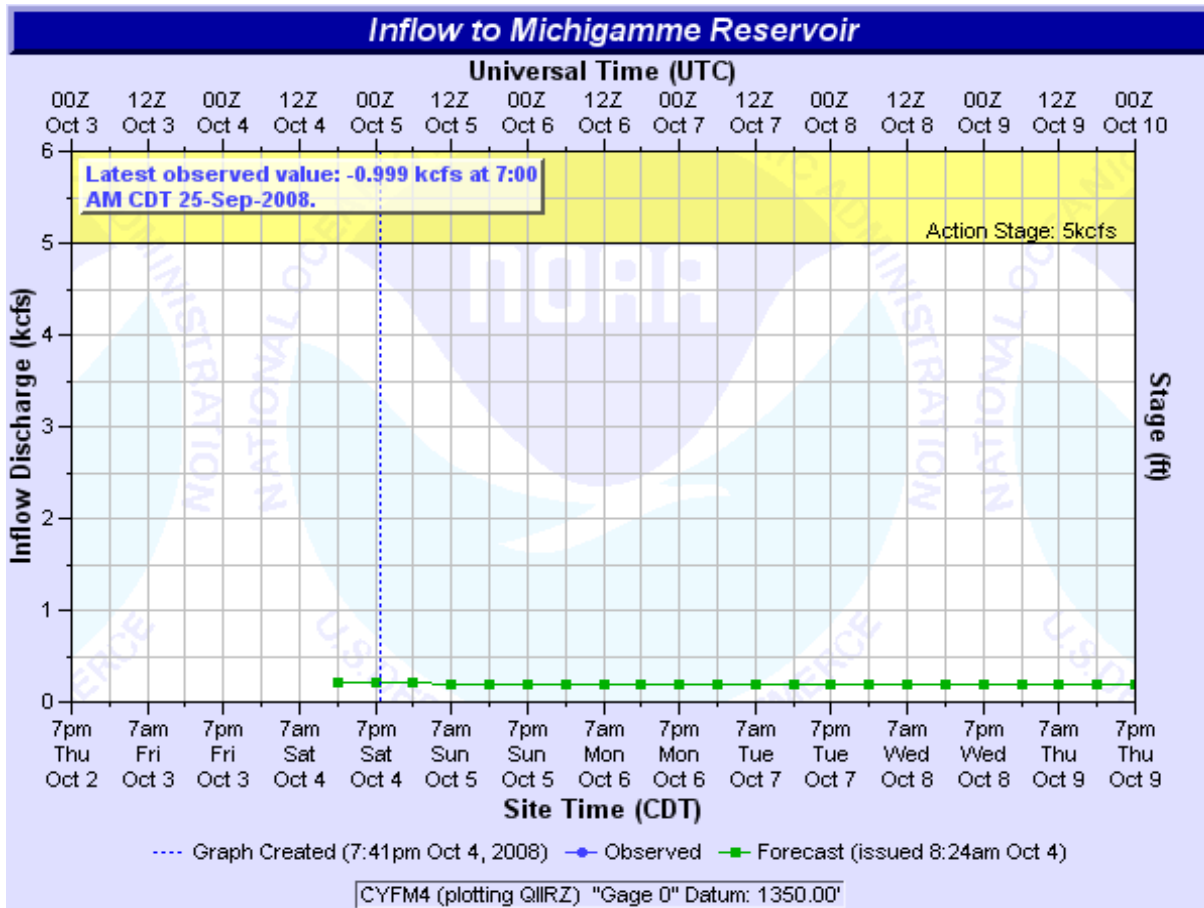 Inflow to Michigamme Reservoir
Universal Time (UTC)
00Z 12Z 00Z 12Z 00Z 12Z 00Z 12Z 00Z 12Z 00Z 12Z 00Z 12Z 00Z
Oct 3 Oct 3 Oct 4 Oct 4 Oct 5 Oct 5 Oct 6 Oct 6 Oct 7 Oct 7 Oct 8 Oct 8 Oct 9 Oct 9 Oct 10
Latest observed value: -0.999 kcfs at 7:00
AM CDT 25-Sep-2008.
Action Stage: 5kcfs
6
5
4
3
2
1
0
Inflow Discharge (kcfs)
Stage (ft)
NOAA
NATIONAL OCEANIC
ADMINISTRATION
NATIONAL OCEANIC ADMINISTRATION
U.S.
MERCE
7pm 7am 7pm 7am 7pm 7am 7pm 7am 7pm 7am 7pm 7am 7pm 7am 7pm
Thu Fri Fri Sat Sat Sun Sun Mon Mon Tue Tue Wed Wed Thu Thu
Oct 2 Oct 3 Oct 3 Oct 4 Oct 4 Oct 5 Oct 5 Oct 6 Oct 6 Oct 7 Oct 7 Oct 8 Oct 8 Oct 9 Oct 9
Site Time (CDT)
Graph Created (7:41pm Oct 4, 2008) Observed Forecast (issued 8:24am Oct 4)
CYFM4 (plotting QIIRZ) "Gage 0" Datum: 1350.00'